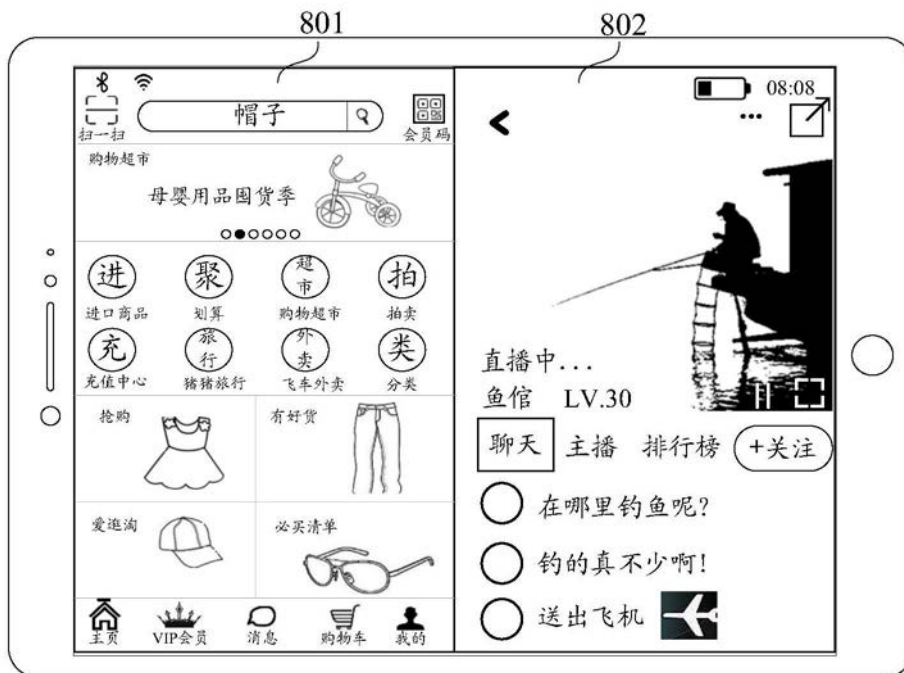 801
802
08:08
扫一扫
帽子
会员码
购物超市
母婴用品囤货季
进
聚
超市
拍
进口商品
划算
购物超市
拍卖
充
旅行
外卖
类
充值中心
猪猪旅行
飞车外卖
分类
抢购
有好货
爱逛淘
必买清单
主页
VIP会员
消息
购物车
我的
直播中...
鱼倌 LV.30
聊天 主播 排行榜 +关注
在哪里钓鱼呢?
钓的真不少啊!
送出飞机